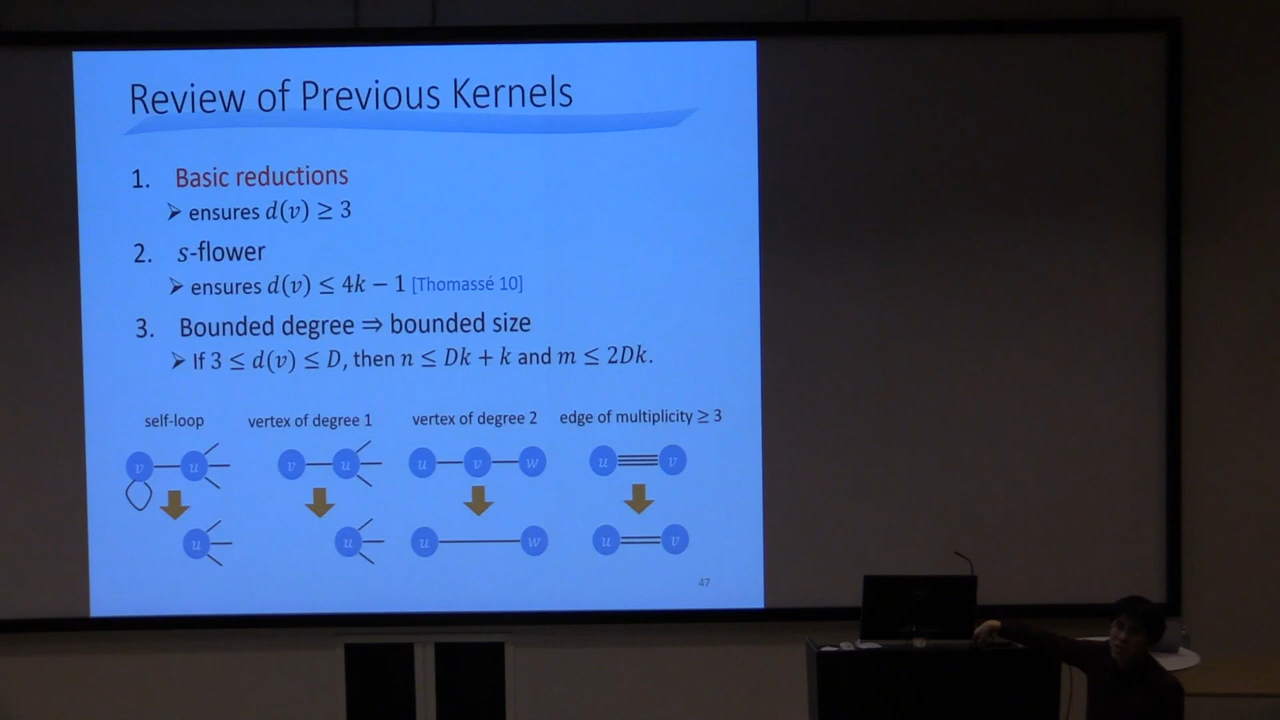 Review of Previous Kernels
1. Basic reductions
➢ ensures d(v) ≥ 3
2. s-flower
➢ ensures d(v) ≤ 4k − 1 [Thomassé 10]
3. Bounded degree ⇒ bounded size
➢ If 3 ≤ d(v) ≤ D, then n ≤ Dk + k and m ≤ 2Dk.
self-loop vertex of degree 1 vertex of degree 2 edge of multiplicity ≥ 3
v u v u u v w u v
u u u w u v
47